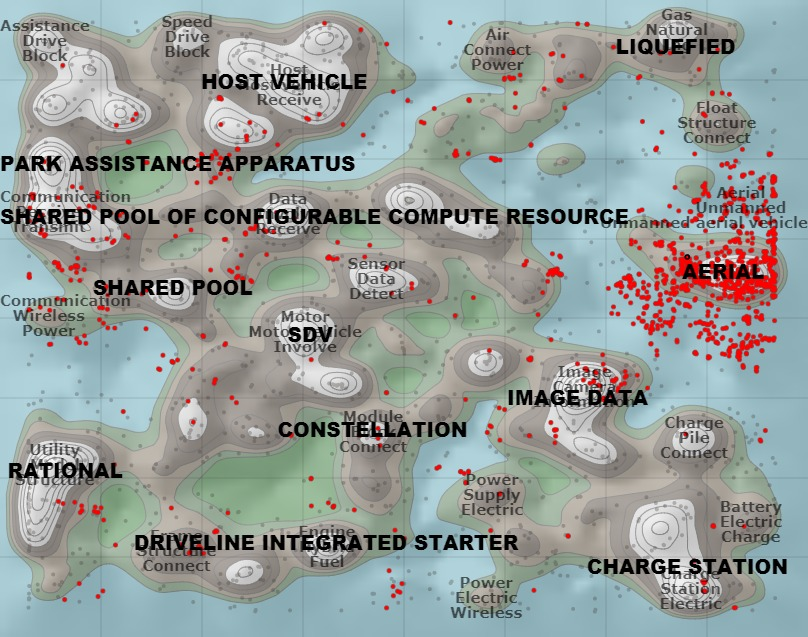 Assistance
Drive
Block
Speed
Drive
Block
Air
Connect
Power
Gas
Natural
LIQUEFIED
Host
HOST VEHICLE
Receive
Float
Structure
Connect
PARK ASSISTANCE APPARATUS
Communication
Transmit
Data
Receive
SHARED POOL OF CONFIGURABLE COMPUTE RESOURCE
Aerial
Unmanned
Unmanned aerial vehicle
AERIAL
Sensor
Data
Detect
SHARED POOL
Communication
Wireless
Power
Motor
Motor vehicle
Involve
SDV
Image
Camera
IMAGE DATA
Module
Connect
CONSTELLATION
Charge
Pile
Connect
Utility
Structure
RATIONAL
Power
Supply
Electric
Battery
Electric
Charge
DRIVELINE INTEGRATED STARTER
Structure
Connect
Engine
Fuel
CHARGE STATION
Charge
Station
Electric
Power
Electric
Wireless